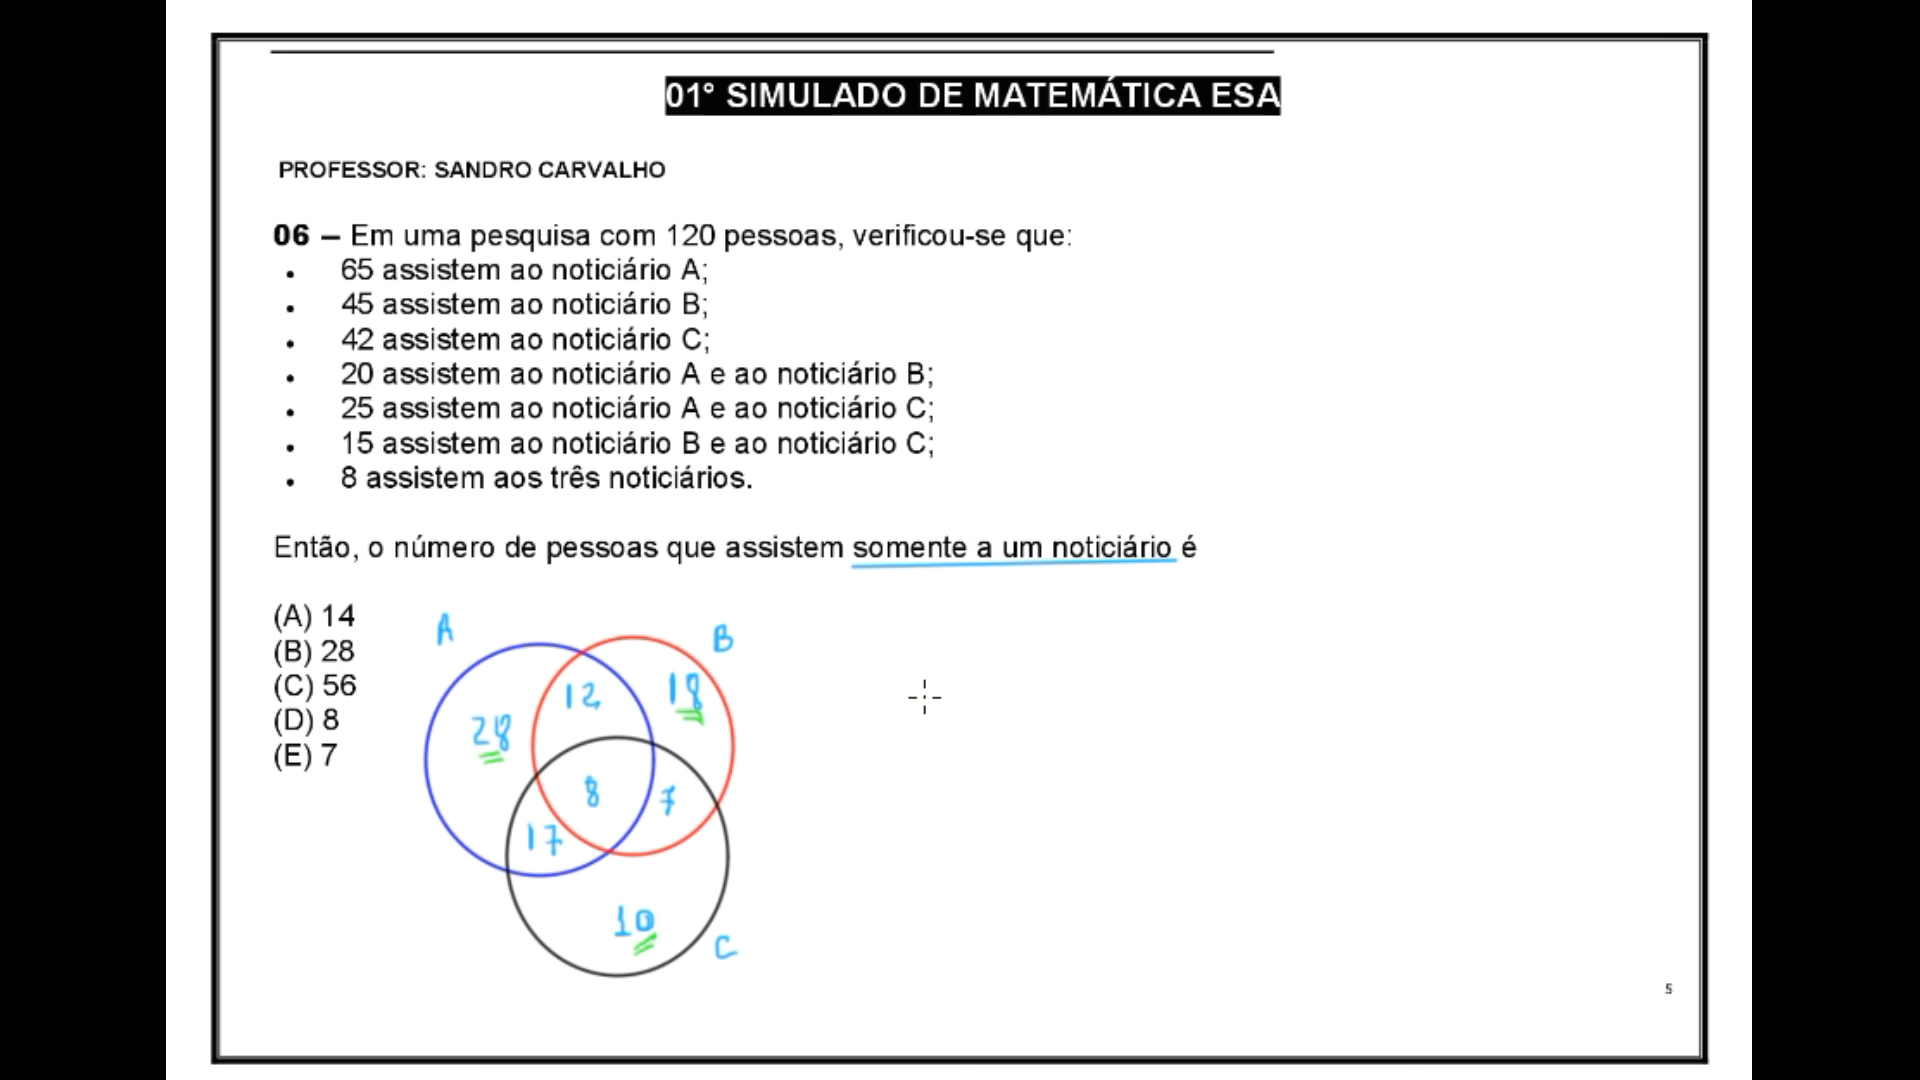 01° SIMULADO DE MATEMÁTICA ESA
PROFESSOR: SANDRO CARVALHO
06 – Em uma pesquisa com 120 pessoas, verificou-se que:
• 65 assistem ao noticiário A;
• 45 assistem ao noticiário B;
• 42 assistem ao noticiário C;
• 20 assistem ao noticiário A e ao noticiário B;
• 25 assistem ao noticiário A e ao noticiário C;
• 15 assistem ao noticiário B e ao noticiário C;
• 8 assistem aos três noticiários.
Então, o número de pessoas que assistem somente a um noticiário é
(A) 14
(B) 28
(C) 56
(D) 8
(E) 7
A
B
12
18
28
8
7
17
10
C
5